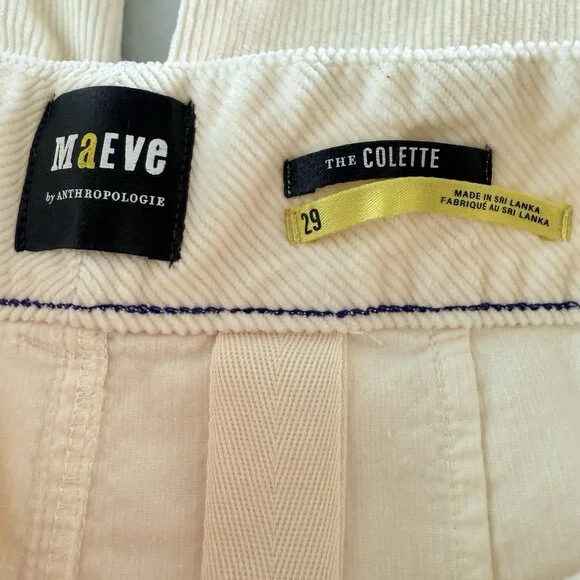 MaEVe
by ANTHROPOLOGIE
THE COLETTE
29
MADE IN SRI LANKA
FABRIQUÉ AU SRI LANKA